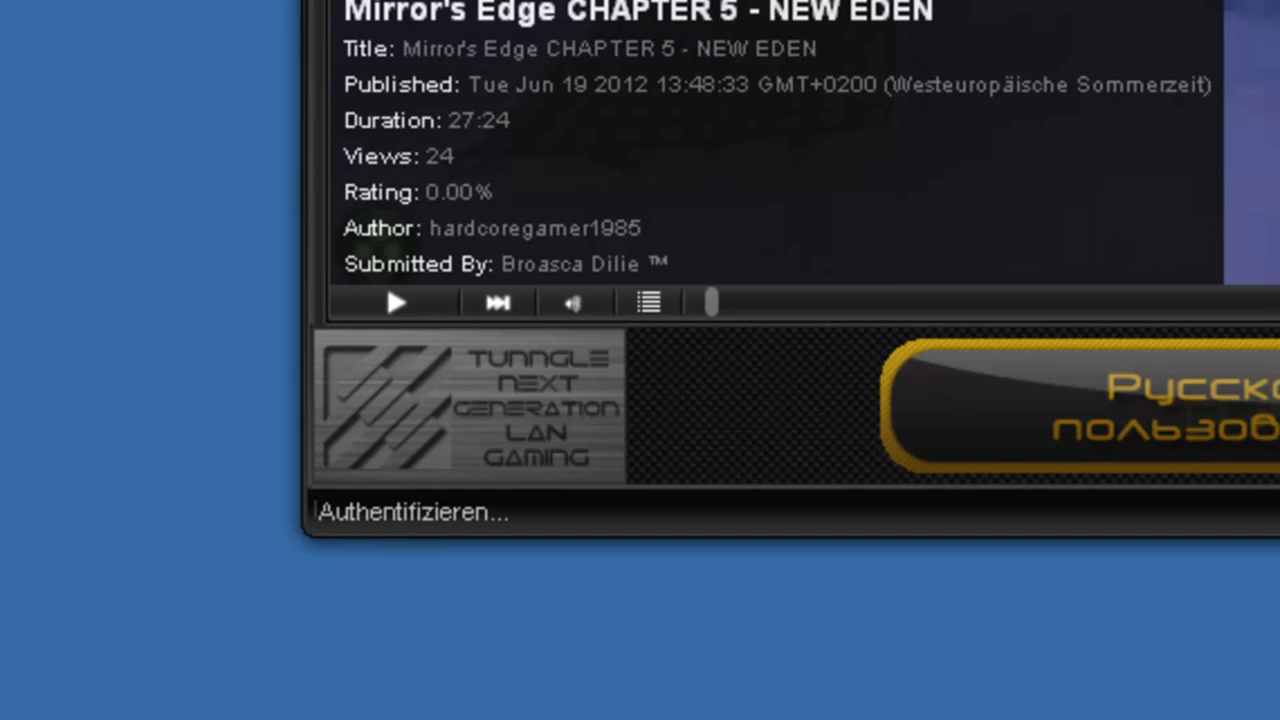 Mirror's Edge CHAPTER 5 - NEW EDEN
Title: Mirror's Edge CHAPTER 5 - NEW EDEN
Published: Tue Jun 19 2012 13:48:33 GMT+0200 (Westeuropäische Sommerzeit)
Duration: 27:24
Views: 24
Rating: 0.00%
Author: hardcoregamer1985
Submitted By: Broasca Dilie ™
TUNNGLE
NEXT
GENERATION
LAN
GAMING
Русско
пользов
Authentifizieren...